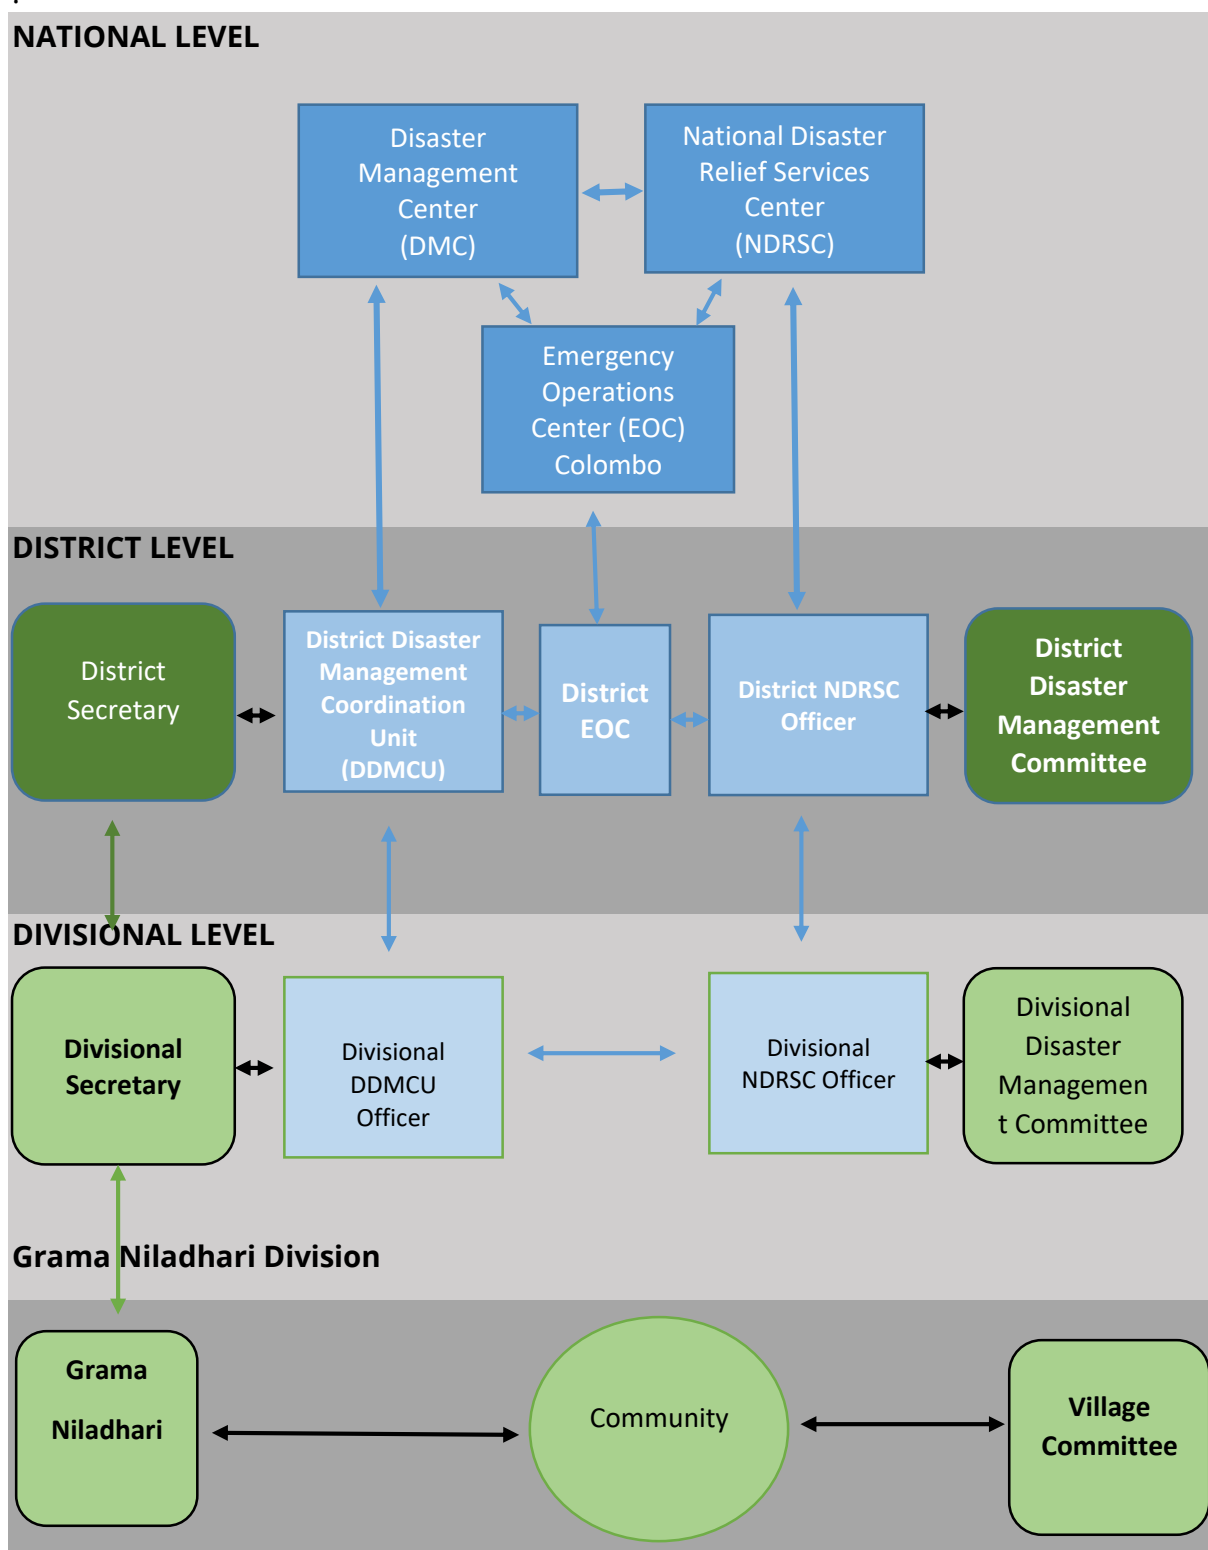 NATIONAL LEVEL
Disaster
Management
Center
(DMC)
National Disaster
Relief Services
Center
(NDRSC)
Emergency
Operations
Center (EOC)
Colombo
DISTRICT LEVEL
District
Secretary
District Disaster
Management
Coordination
Unit
(DDMCU)
District
EOC
District NDRSC
Officer
District
Disaster
Management
Committee
DIVISIONAL LEVEL
Divisional
Secretary
Divisional
DDMCU
Officer
Divisional
NDRSC Officer
Divisional
Disaster
Managemen
t Committee
Grama Niladhari Division
Grama
Niladhari
Community
Village
Committee